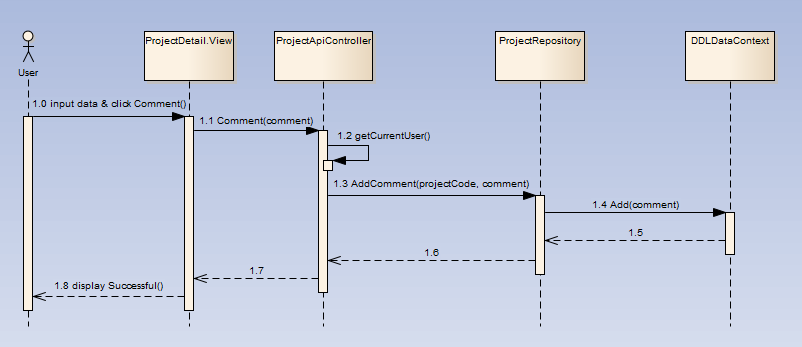 ProjectDetail.View
ProjectApiController
ProjectRepository
DDLDataContext
User
1.0 input data & click Comment()
1.1 Comment(comment)
1.2 getCurrentUser()
1.3 AddComment(projectCode, comment)
1.4 Add(comment)
1.5
1.6
1.7
1.8 display Successful()